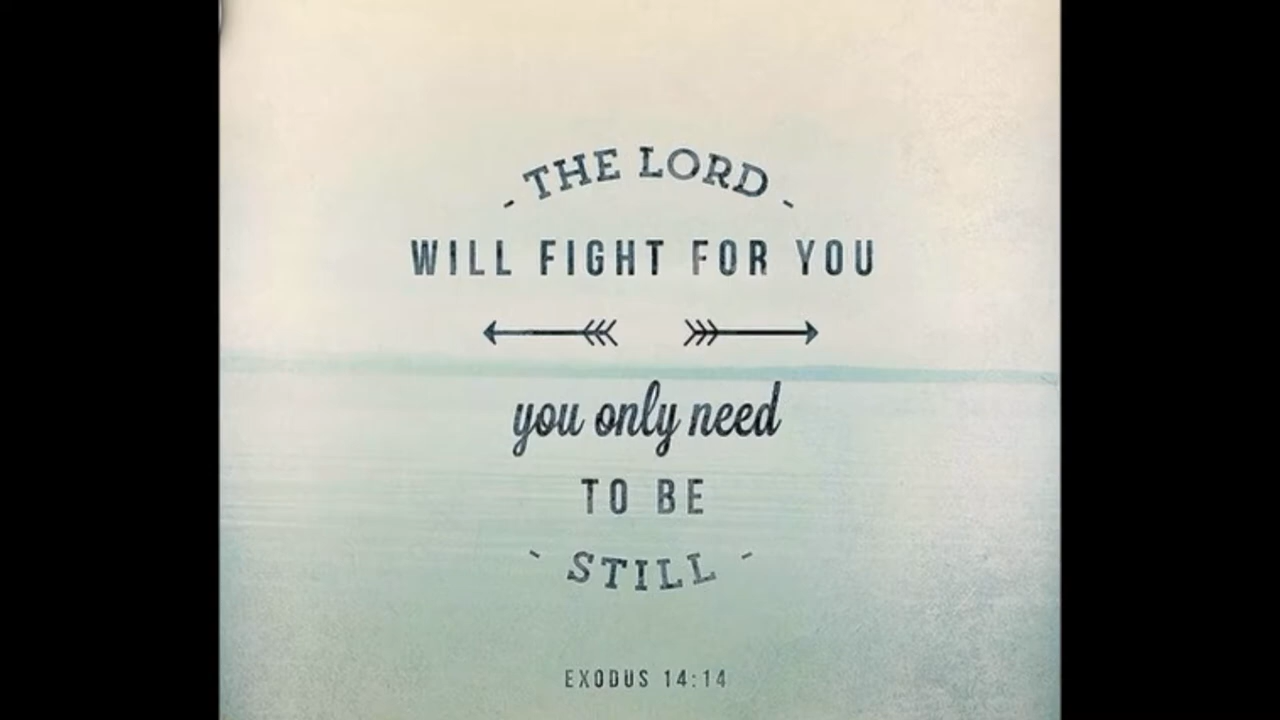 - THE LORD -
WILL FIGHT FOR YOU
you only need
TO BE
- STILL -
EXODUS 14:14